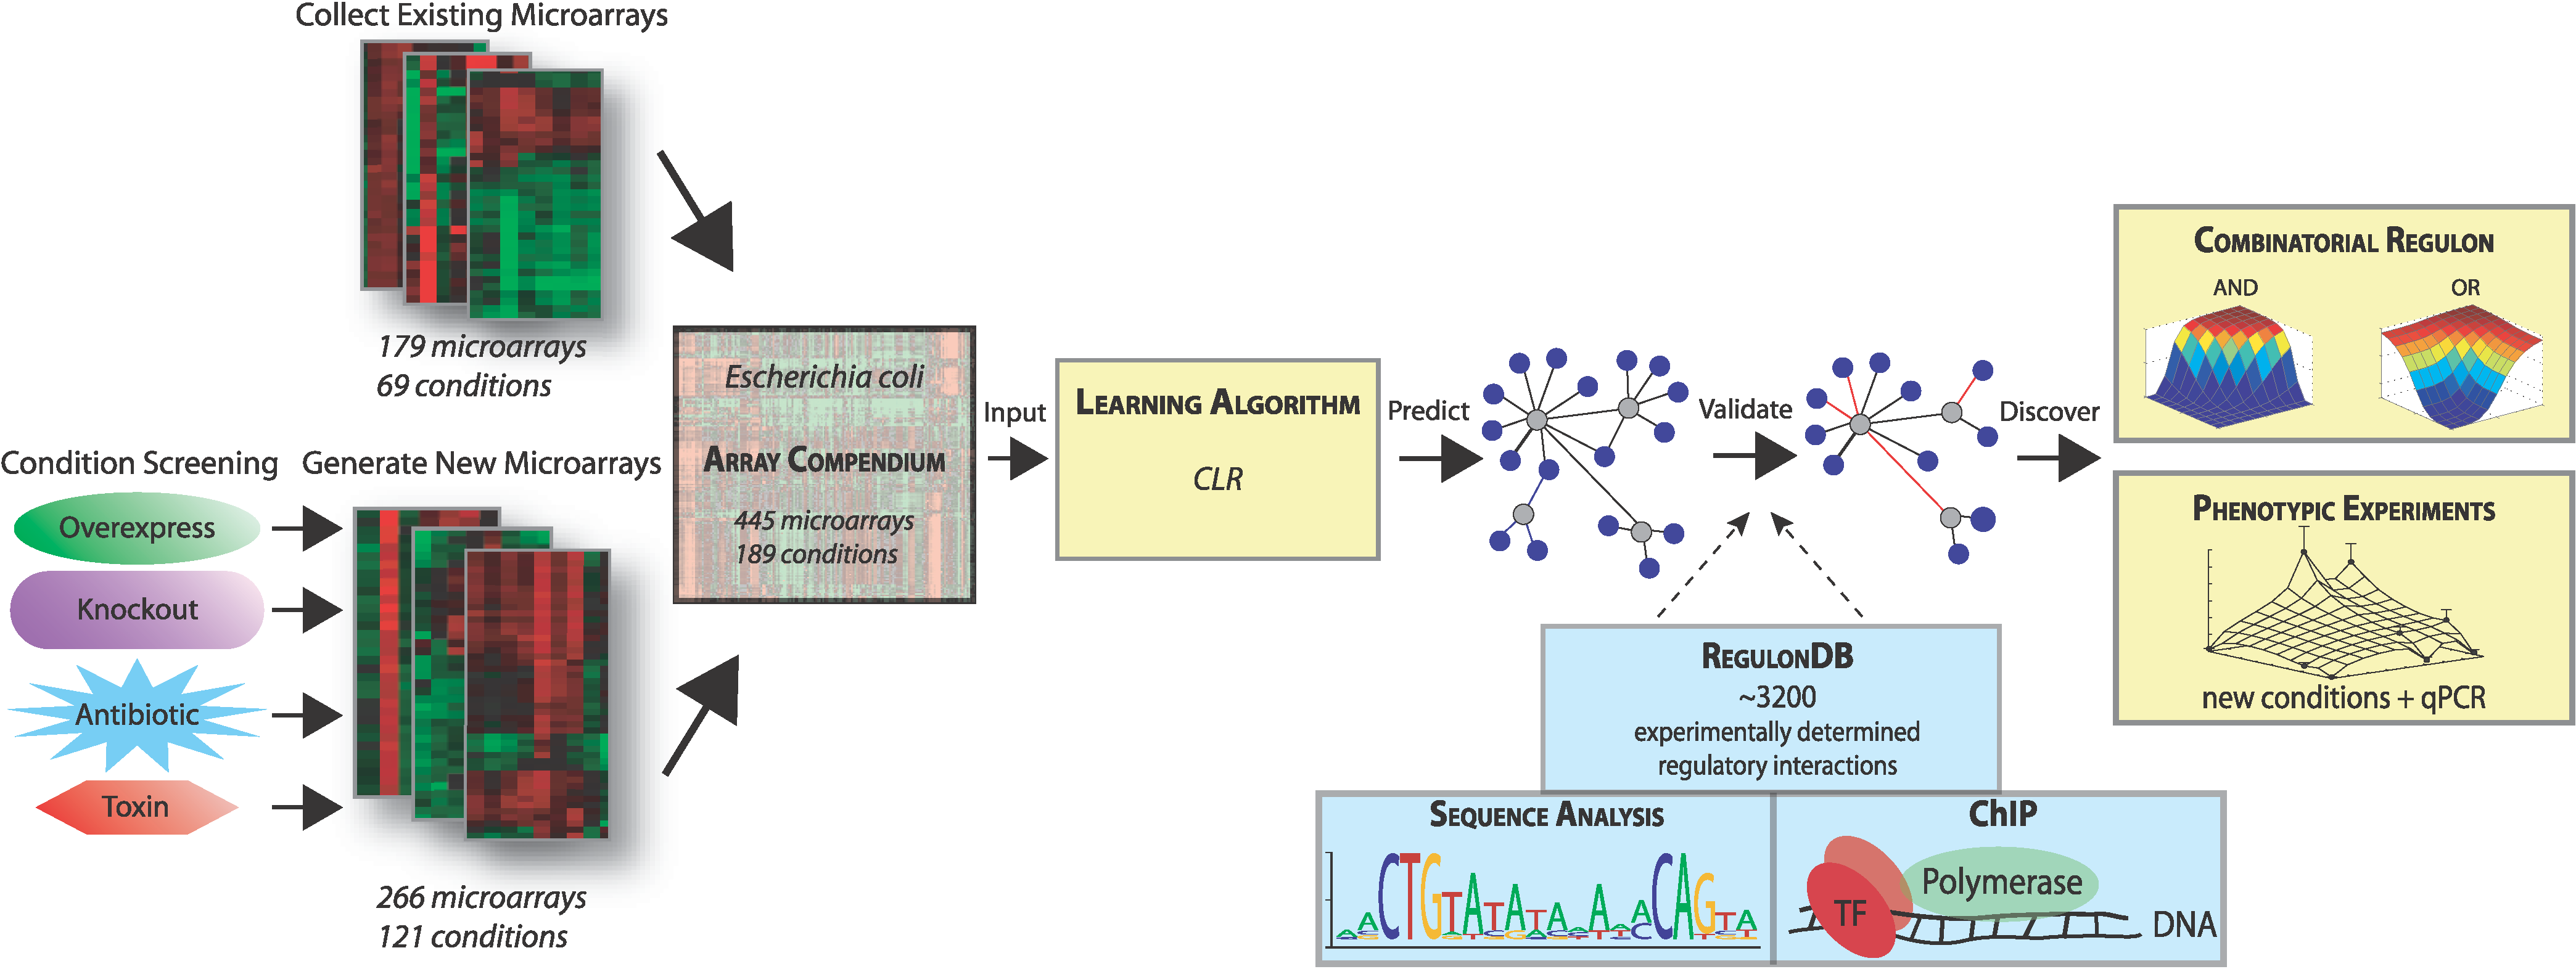 Collect Existing Microarrays
179 microarrays
69 conditions
Condition Screening
Generate New Microarrays
Overexpress
Knockout
Antibiotic
Toxin
266 microarrays
121 conditions
Escherichia coli
ARRAY COMPENDIUM
445 microarrays
189 conditions
Input
LEARNING ALGORITHM
CLR
Predict
Validate
Discover
REGULONDB
~3200
experimentally determined
regulatory interactions
SEQUENCE ANALYSIS
ChIP
TF
Polymerase
DNA
COMBINATORIAL REGULON
AND
OR
PHENOTYPIC EXPERIMENTS
new conditions + qPCR